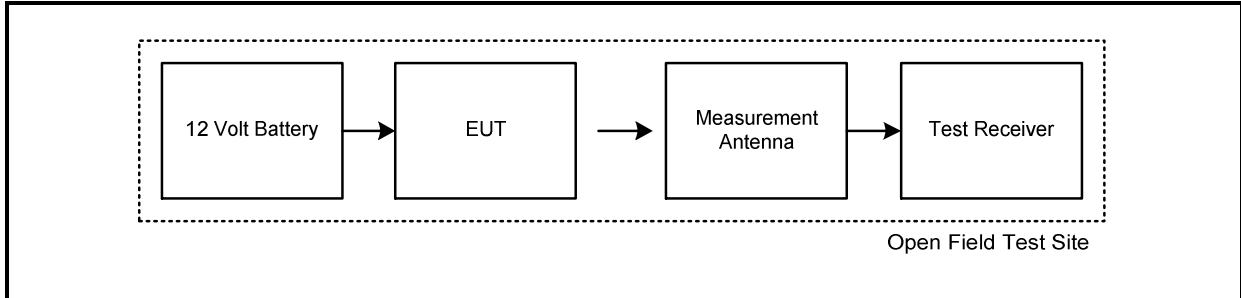 12 Volt Battery
EUT
Measurement
Antenna
Test Receiver
Open Field Test Site